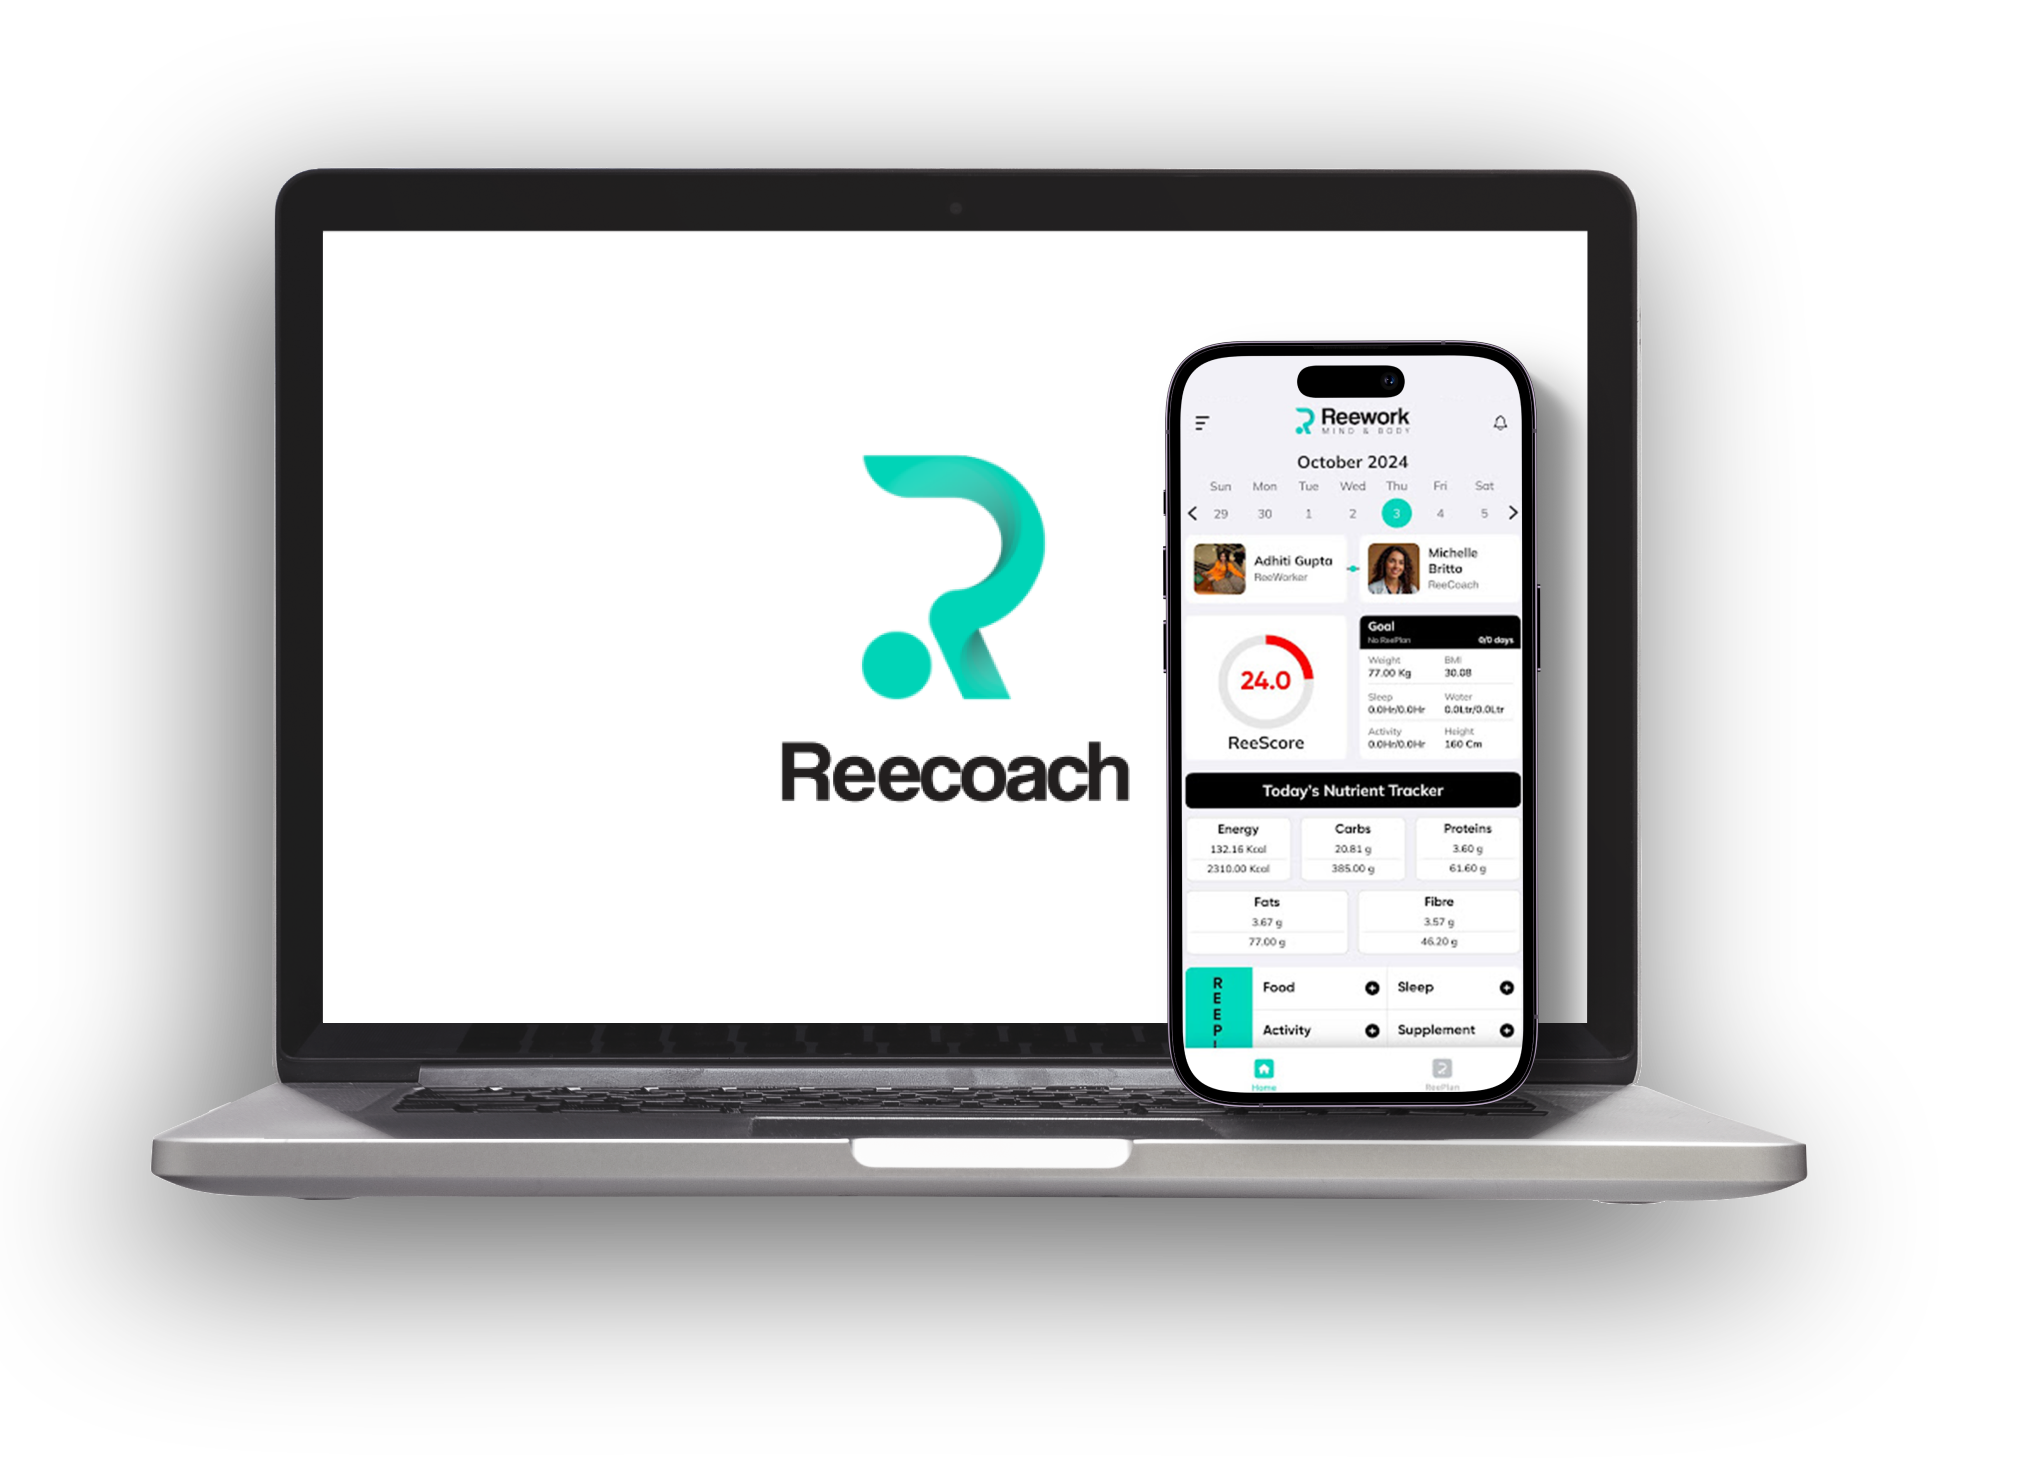 Reecoach
Reework
MIND & BODY
October 2024
Sun Mon Tue Wed Thu Fri Sat
29 30 1 2 3 4 5
Adhiti Gupta
ReeWorker
Michelle
Britto
ReeCoach
24.0
ReeScore
Goal
No ReePlan 0/0 days
Weight BMI
77.00 Kg 30.08
Sleep Water
0.0Hr/0.0Hr 0.0Ltr/0.0Ltr
Activity Height
0.0Hr/0.0Hr 160 Cm
Today's Nutrient Tracker
Energy Carbs Proteins
132.16 Kcal 20.81 g 3.60 g
2310.00 Kcal 385.00 g 61.60 g
Fats Fibre
3.67 g 3.57 g
77.00 g 46.20 g
REEP
Food Sleep
Activity Supplement
Home ReePlan